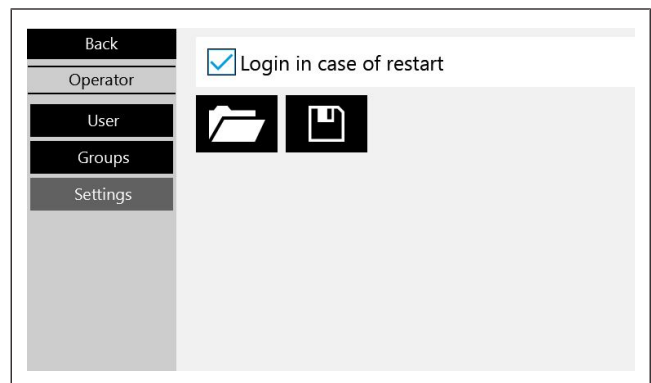 Back
Operator
User
Groups
Settings
Login in case of restart